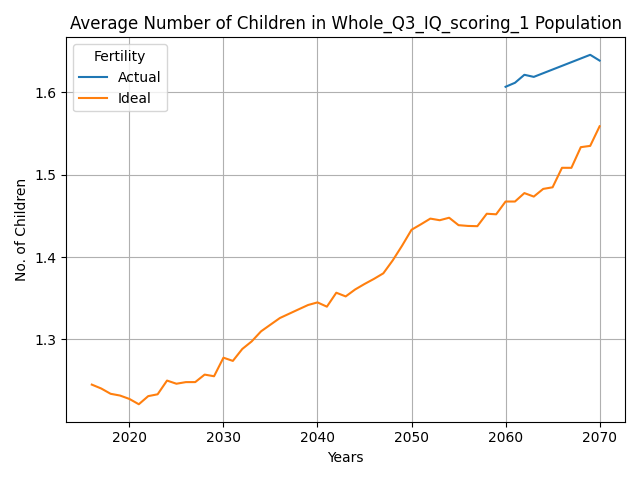 Average Number of Children in Whole_Q3_IQ_scoring_1 Population
Fertility
Actual
Ideal
No. of Children
1.6
1.5
1.4
1.3
2020 2030 2040 2050 2060 2070
Years